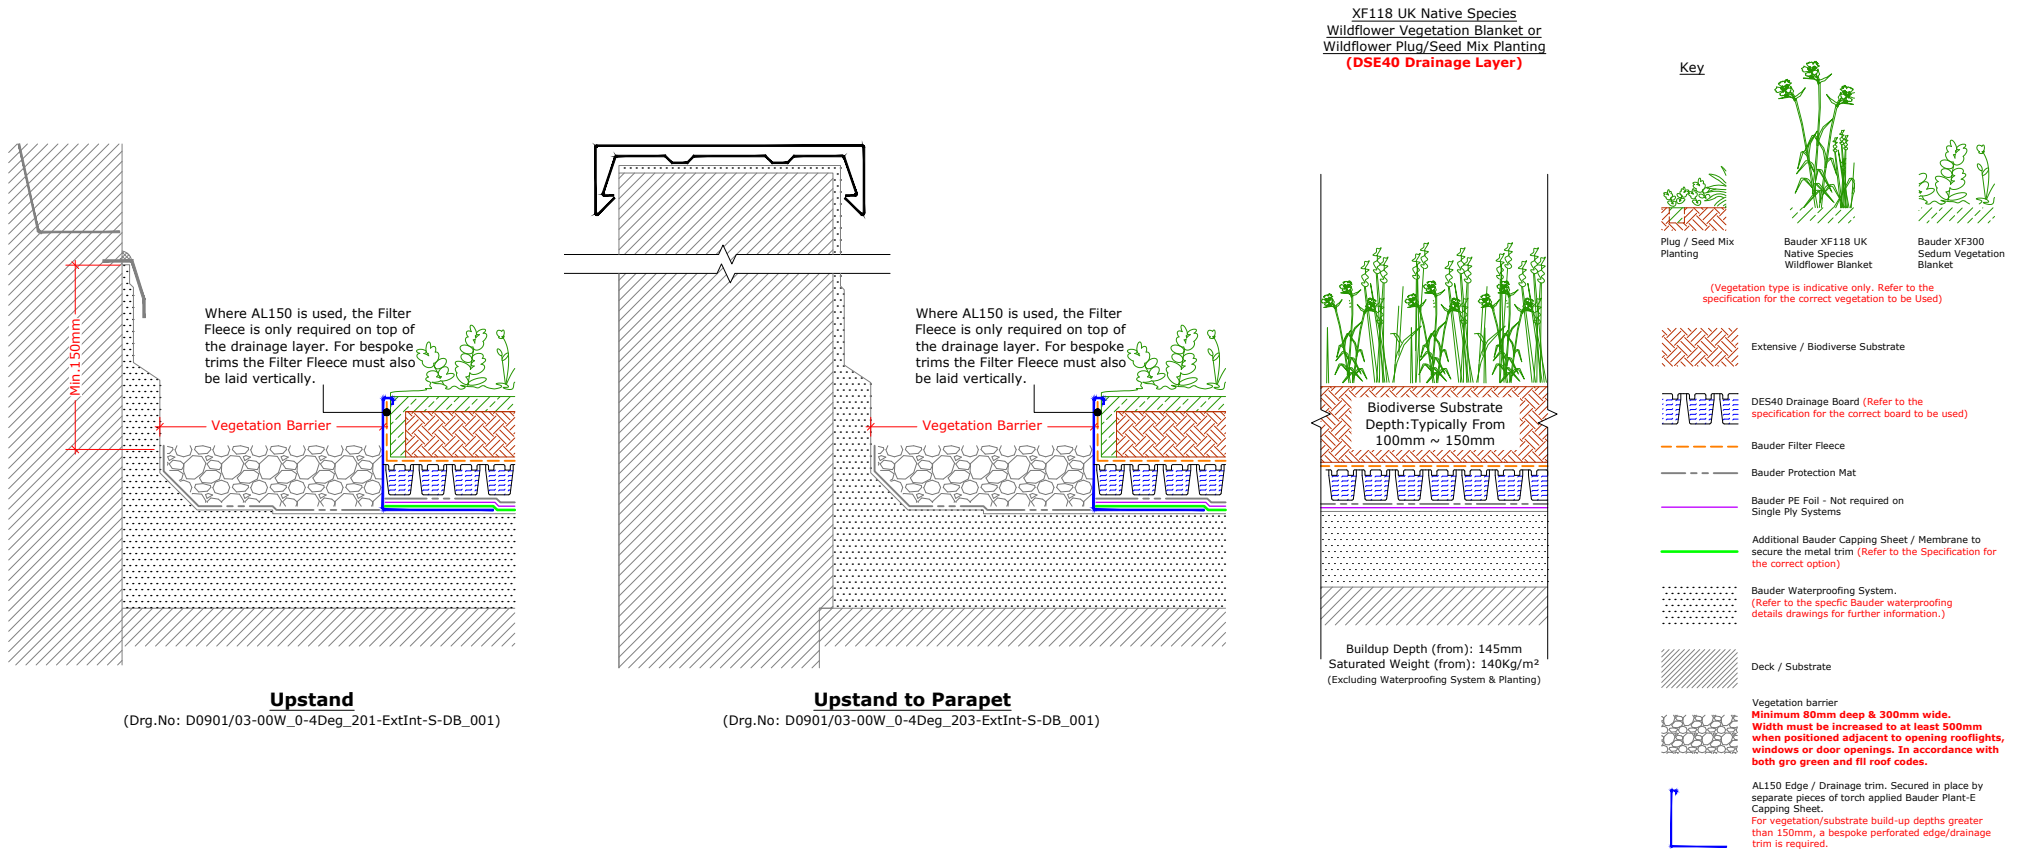 XF118 UK Native Species
Wildflower Vegetation Blanket or
Wildflower Plug/Seed Mix Planting
(DSE40 Drainage Layer)
Min.150mm
Where AL150 is used, the Filter
Fleece is only required on top of
the drainage layer. For bespoke
trims the Filter Fleece must also
be laid vertically.
Vegetation Barrier
Upstand
(Drg.No: D0901/03-00W_0-4Deg_201-ExtInt-S-DB_001)
Where AL150 is used, the Filter
Fleece is only required on top of
the drainage layer. For bespoke
trims the Filter Fleece must also
be laid vertically.
Vegetation Barrier
Upstand to Parapet
(Drg.No: D0901/03-00W_0-4Deg_203-ExtInt-S-DB_001)
Biodiverse Substrate
Depth:Typically From
100mm ~ 150mm
Buildup Depth (from): 145mm
Saturated Weight (from): 140Kg/m²
(Excluding Waterproofing System & Planting)
Key
Plug / Seed Mix
Planting
Bauder XF118 UK
Native Species
Wildflower Blanket
Bauder XF300
Sedum Vegetation
Blanket
(Vegetation type is indicative only. Refer to the
specification for the correct vegetation to be Used)
Extensive / Biodiverse Substrate
DES40 Drainage Board (Refer to the
specification for the correct board to be used)
Bauder Filter Fleece
Bauder Protection Mat
Bauder PE Foil - Not required on
Single Ply Systems
Additional Bauder Capping Sheet / Membrane to
secure the metal trim (Refer to the Specification for
the correct option)
Bauder Waterproofing System.
(Refer to the specfic Bauder waterproofing
details drawings for further information.)
Deck / Substrate
Vegetation barrier
Minimum 80mm deep & 300mm wide.
Width must be increased to at least 500mm
when positioned adjacent to opening rooflights,
windows or door openings. In accordance with
both gro green and fll roof codes.
AL150 Edge / Drainage trim. Secured in place by
separate pieces of torch applied Bauder Plant-E
Capping Sheet.
For vegetation/substrate build-up depths greater
than 150mm, a bespoke perforated edge/drainage
trim is required.